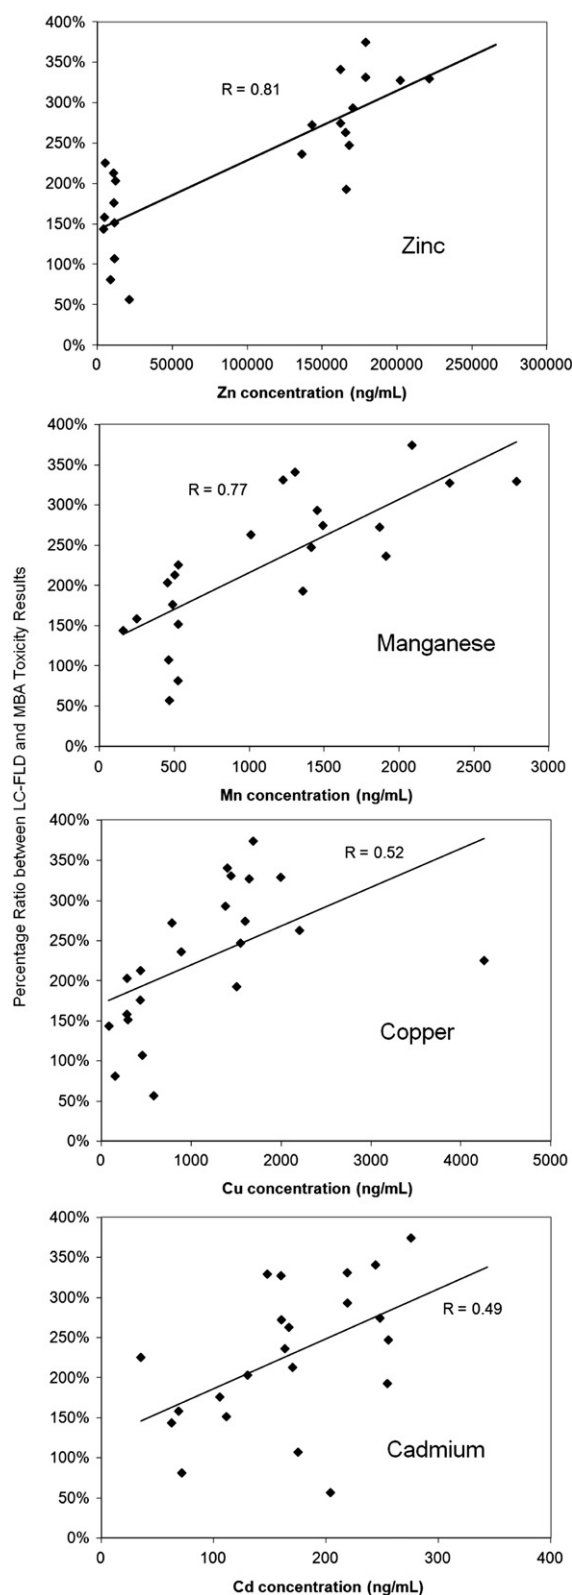 400%
350%
300%
250%
200%
150%
100%
50%
0%
R = 0.81
Zinc
0 50000 100000 150000 200000 250000 300000
Zn concentration (ng/mL)
Percentage Ratio between LC-FLD and MBA Toxicity Results
400%
350%
300%
250%
200%
150%
100%
50%
0%
R = 0.77
Manganese
0 500 1000 1500 2000 2500 3000
Mn concentration (ng/mL)
400%
350%
300%
250%
200%
150%
100%
50%
0%
R = 0.52
Copper
0 1000 2000 3000 4000 5000
Cu concentration (ng/mL)
400%
350%
300%
250%
200%
150%
100%
50%
0%
R = 0.49
Cadmium
0 100 200 300 400
Cd concentration (ng/mL)